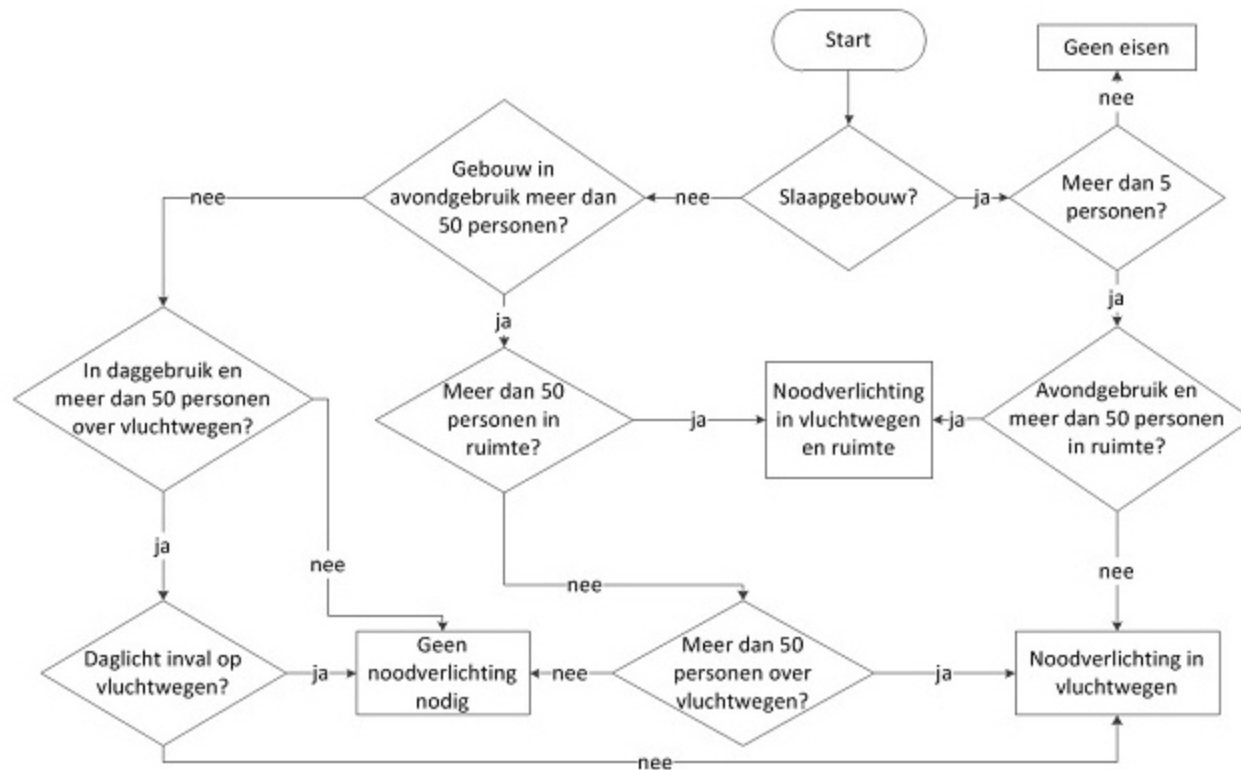 Start
Geen eisen
nee
Gebouw in
avondgebruik meer dan
50 personen?
nee
nee
Slaapgebouw?
ja
Meer dan 5
personen?
ja
ja
In daggebruik en
meer dan 50 personen
over vluchtwegen?
Meer dan 50
personen in
ruimte?
ja
Noodverlichting
in vluchtwegen
en ruimte
ja
Avondgebruik en
meer dan 50 personen
in ruimte?
ja
nee
nee
nee
Daglicht inval op
vluchtwegen?
ja
Geen
noodverlichting
nodig
nee
Meer dan 50
personen over
vluchtwegen?
ja
Noodverlichting in
vluchtwegen
nee